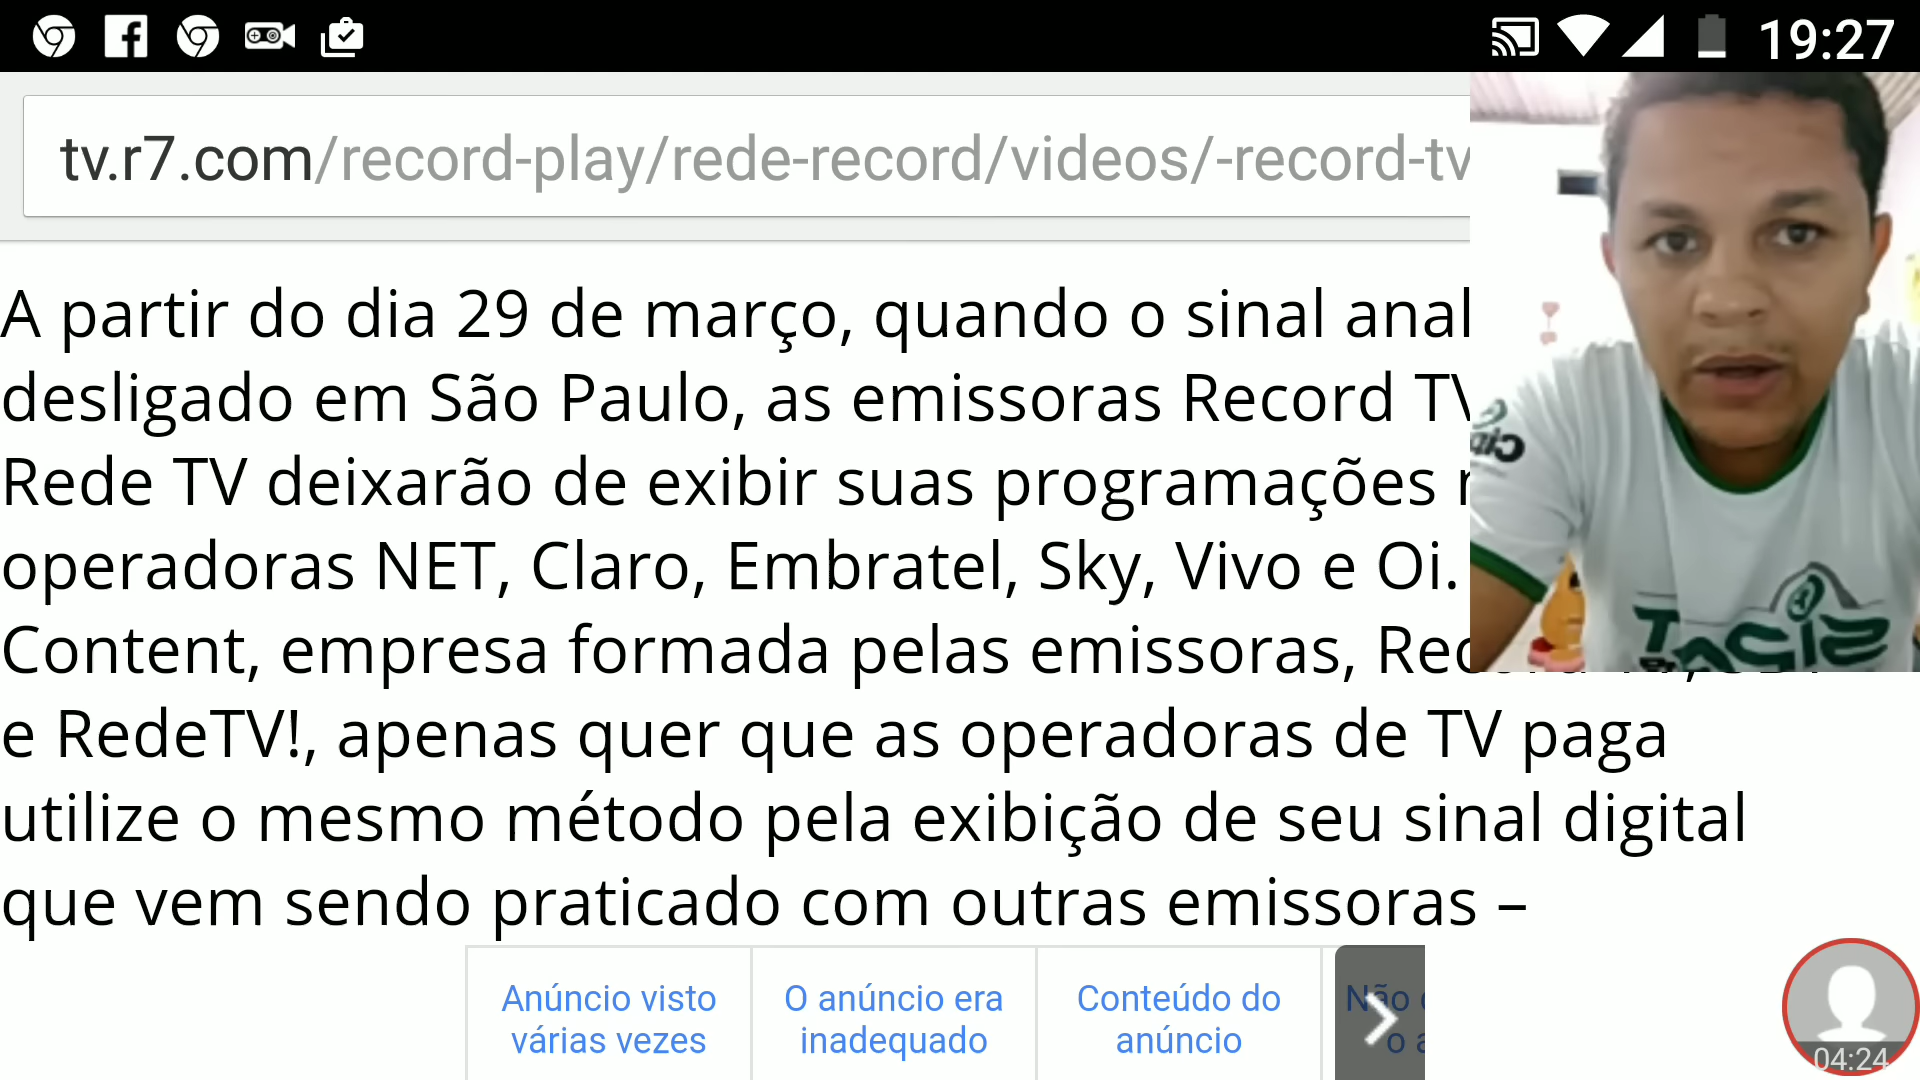 19:27
tv.r7.com/record-play/rede-record/videos/-record-tv
A partir do dia 29 de março, quando o sinal anal
desligado em São Paulo, as emissoras Record TV
Rede TV deixarão de exibir suas programações
operadoras NET, Claro, Embratel, Sky, Vivo e Oi.
Content, empresa formada pelas emissoras,
e RedeTV!, apenas quer que as operadoras de TV paga
utilize o mesmo método pela exibição de seu sinal digital
que vem sendo praticado com outras emissoras –
Anúncio visto
várias vezes
O anúncio era
inadequado
Conteúdo do
anúncio
Não
o
04:24